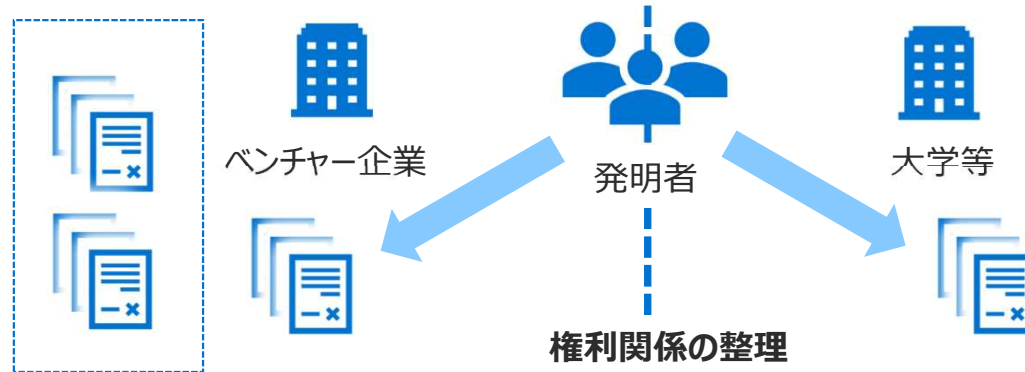 ベンチャー企業
発明者
大学等
権利関係の整理